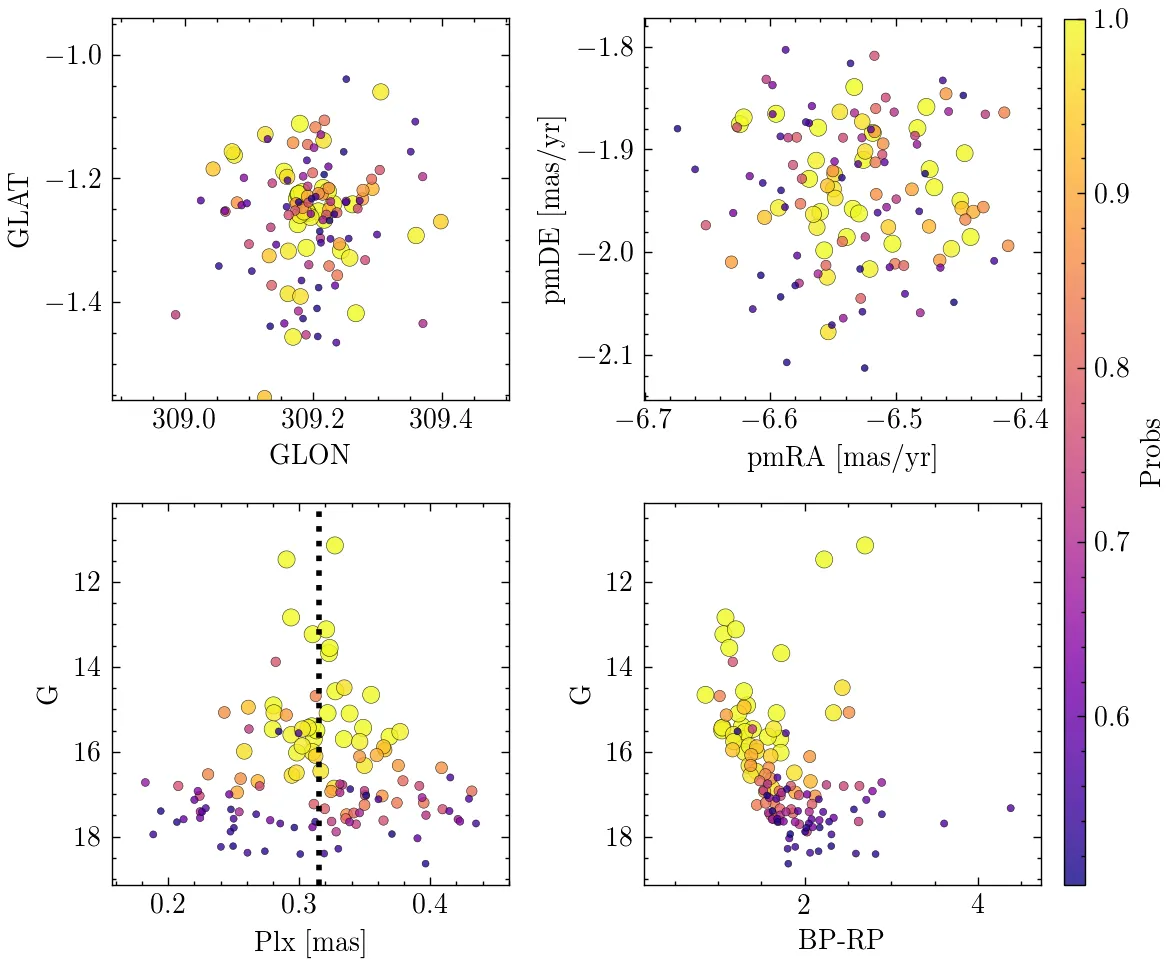 −1.0
−1.2
−1.4
GLAT
309.0 309.2 309.4
GLON
−1.8
−1.9
−2.0
−2.1
pmDE [mas/yr]
−6.7 −6.6 −6.5 −6.4
pmRA [mas/yr]
1.0
0.9
0.8
0.7
0.6
Probs
12
14
16
18
G
0.2 0.3 0.4
Plx [mas]
12
14
16
18
G
2 4
BP-RP